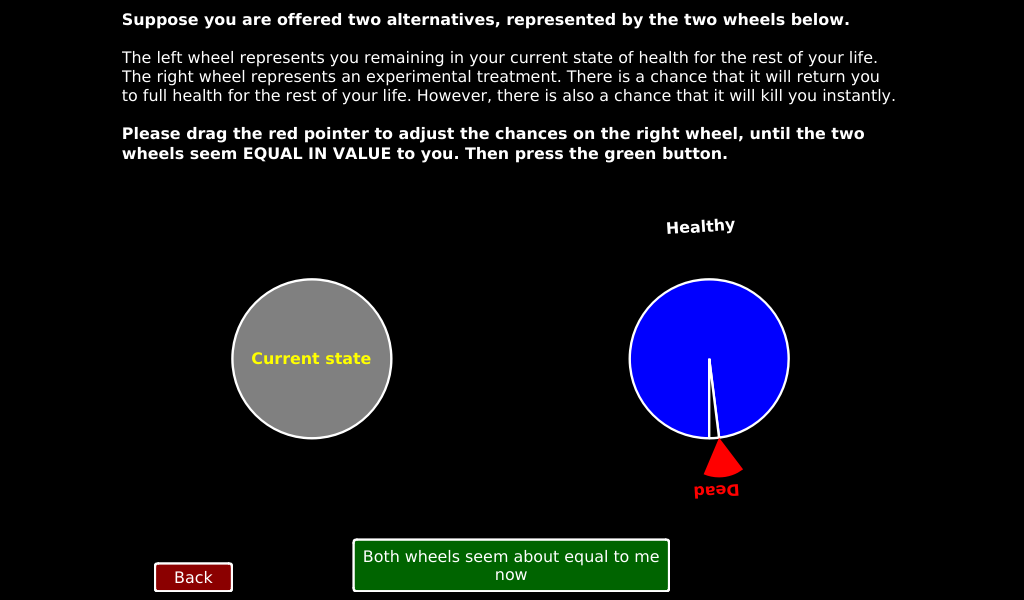 Suppose you are offered two alternatives, represented by the two wheels below.
The left wheel represents you remaining in your current state of health for the rest of your life.
The right wheel represents an experimental treatment. There is a chance that it will return you
to full health for the rest of your life. However, there is also a chance that it will kill you instantly.
Please drag the red pointer to adjust the chances on the right wheel, until the two
wheels seem EQUAL IN VALUE to you. Then press the green button.
Healthy
Current state
Dead
Both wheels seem about equal to me
now
Back